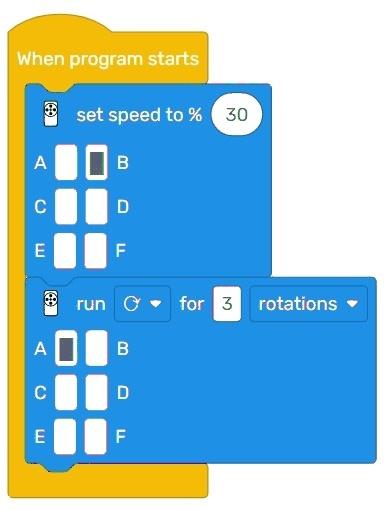 When program starts
set speed to % 30
A B
C D
E F
run for 3 rotations
A B
C D
E F